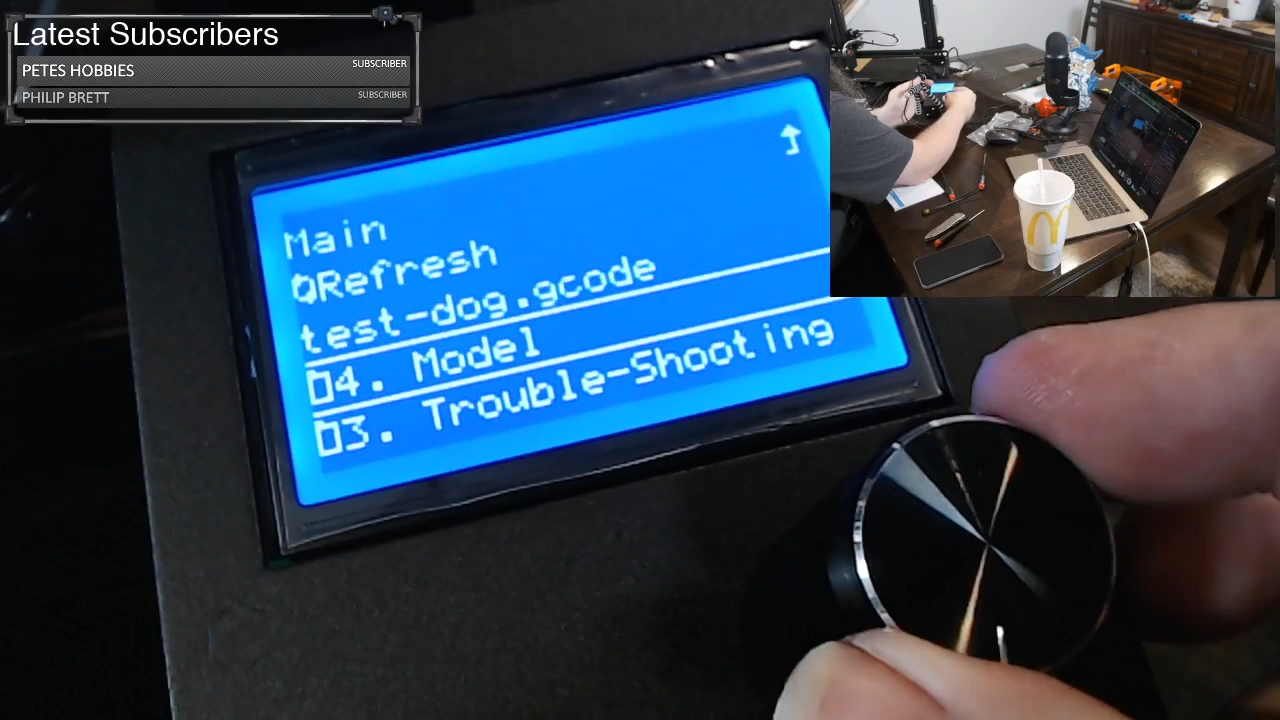 Latest Subscribers
PETES HOBBIES SUBSCRIBER
PHILIP BRETT SUBSCRIBER
Main
Refresh
test-dog.gcode
04. Model
03. Trouble-Shooting